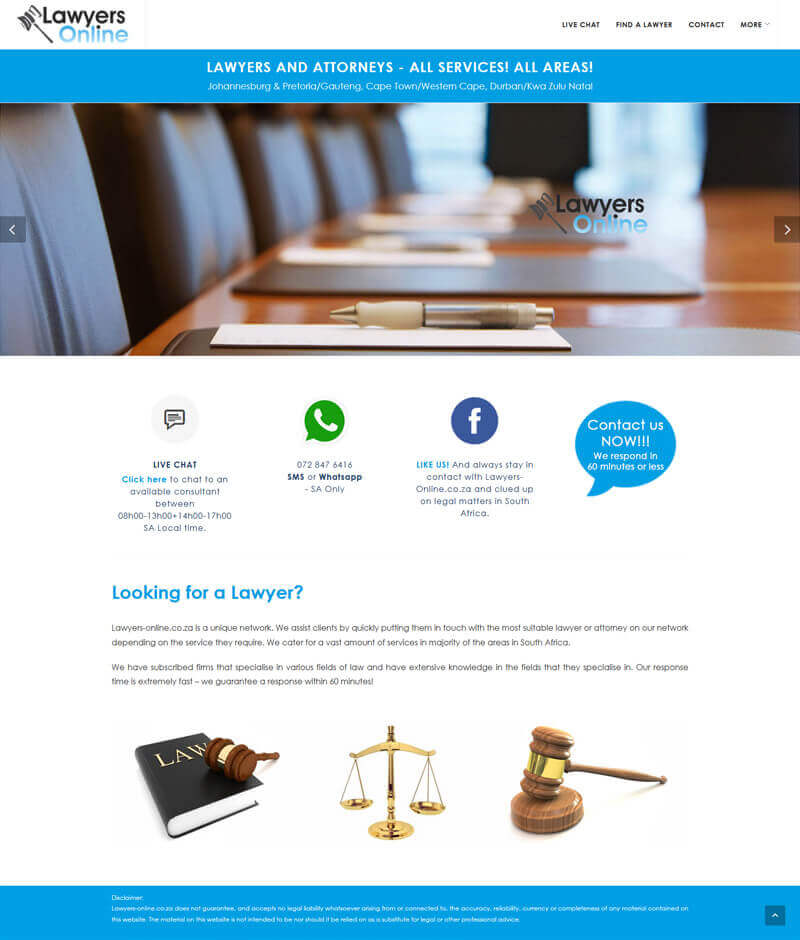 Lawyers
Online
LIVE CHAT FIND A LAWYER CONTACT MORE
LAWYERS AND ATTORNEYS - ALL SERVICES! ALL AREAS!
Johannesburg & Pretoria/Gauteng, Cape Town/Western Cape, Durban/Kwa Zulu Natal
Lawyers
Online
LIVE CHAT
Click here to chat to an
available consultant
between
08h00-13h00+14h00-17h00
SA Local time.
072 847 6416
SMS or Whatsapp
- SA Only
LIKE US! And always stay in
contact with Lawyers-
Online.co.za and clued up
on legal matters in South
Africa.
Contact us
NOW!!!
We respond in
60 minutes or less
Looking for a Lawyer?
Lawyers-online.co.za is a unique network. We assist clients by quickly putting them in touch with the most suitable lawyer or attorney on our network
depending on the service they require. We cater for a vast amount of services in majority of the areas in South Africa.
We have subscribed firms that specialise in various fields of law and have extensive knowledge in the fields that they specialise in. Our response
time is extremely fast – we guarantee a response within 60 minutes!
LAW
Disclaimer:
Lawyers-online.co.za does not guarantee, and accepts no legal liability whatsoever arising from or connected to, the accuracy, reliability, currency or completeness of any material contained on
this website. The material on this website is not intended to be nor should it be relied on as a substitute for legal or other professional advice.